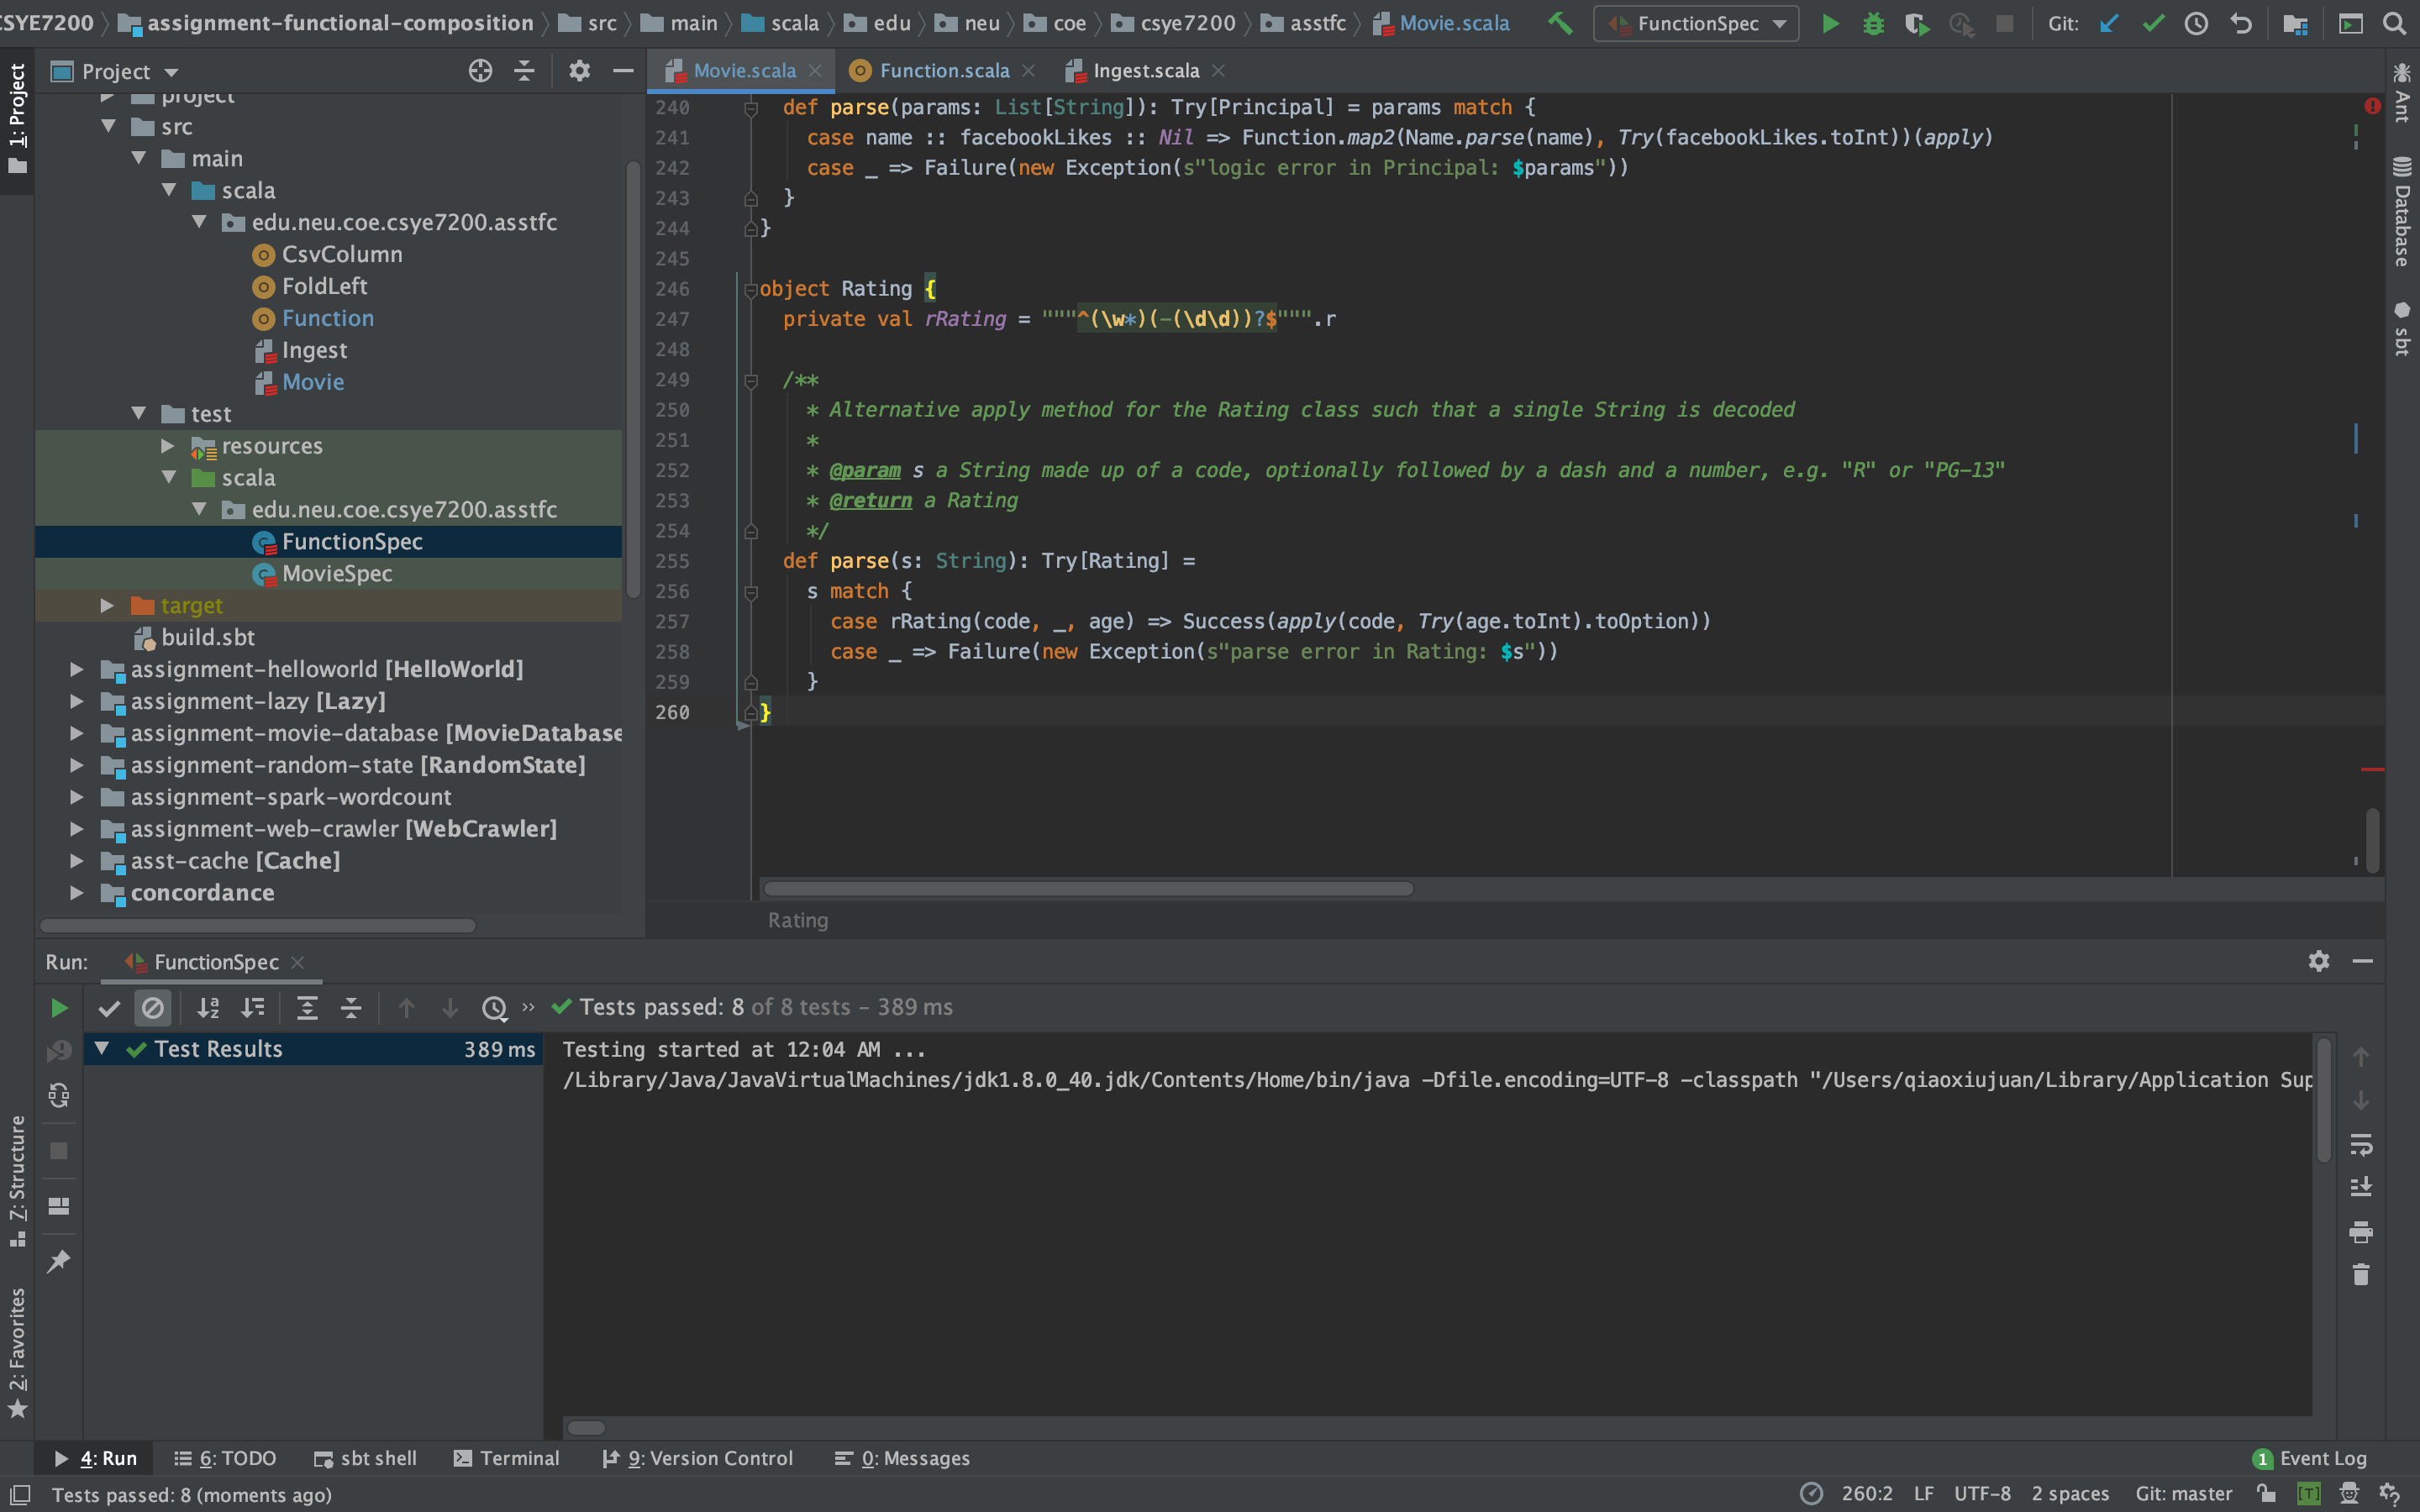 CSYE7200 assignment-functional-composition src main scala edu neu coe csye7200 asstfc Movie.scala FunctionSpec Git:
1: Project
Project
project
src
main
scala
edu.neu.coe.csye7200.asstfc
CsvColumn
FoldLeft
Function
Ingest
Movie
test
resources
scala
edu.neu.coe.csye7200.asstfc
FunctionSpec
MovieSpec
target
build.sbt
assignment-helloworld [HelloWorld]
assignment-lazy [Lazy]
assignment-movie-database [MovieDatabase
assignment-random-state [RandomState]
assignment-spark-wordcount
assignment-web-crawler [WebCrawler]
asst-cache [Cache]
concordance
Movie.scala Function.scala Ingest.scala
240 def parse(params: List[String]): Try[Principal] = params match {
241 case name :: facebookLikes :: Nil => Function.map2(Name.parse(name), Try(facebookLikes.toInt))(apply)
242 case _ => Failure(new Exception(s"logic error in Principal: $params"))
243 }
244 }
245
246 object Rating {
247 private val rRating = """^(\w*)(-(\d\d))?$""".r
248
249 /**
250 * Alternative apply method for the Rating class such that a single String is decoded
251 *
252 * @param s a String made up of a code, optionally followed by a dash and a number, e.g. "R" or "PG-13"
253 * @return a Rating
254 */
255 def parse(s: String): Try[Rating] =
256 s match {
257 case rRating(code, _, age) => Success(apply(code, Try(age.toInt).toOption))
258 case _ => Failure(new Exception(s"parse error in Rating: $s"))
259 }
260 }
Rating
Ant
Database
sbt
Run: FunctionSpec
Tests passed: 8 of 8 tests – 389 ms
Test Results 389 ms
Testing started at 12:04 AM ...
/Library/Java/JavaVirtualMachines/jdk1.8.0_40.jdk/Contents/Home/bin/java -Dfile.encoding=UTF-8 -classpath "/Users/qiaoxiujuan/Library/Application Sup
Z: Structure
2: Favorites
4: Run 6: TODO sbt shell Terminal 9: Version Control 0: Messages 1 Event Log
Tests passed: 8 (moments ago) 260:2 LF UTF-8 2 spaces Git: master [T]